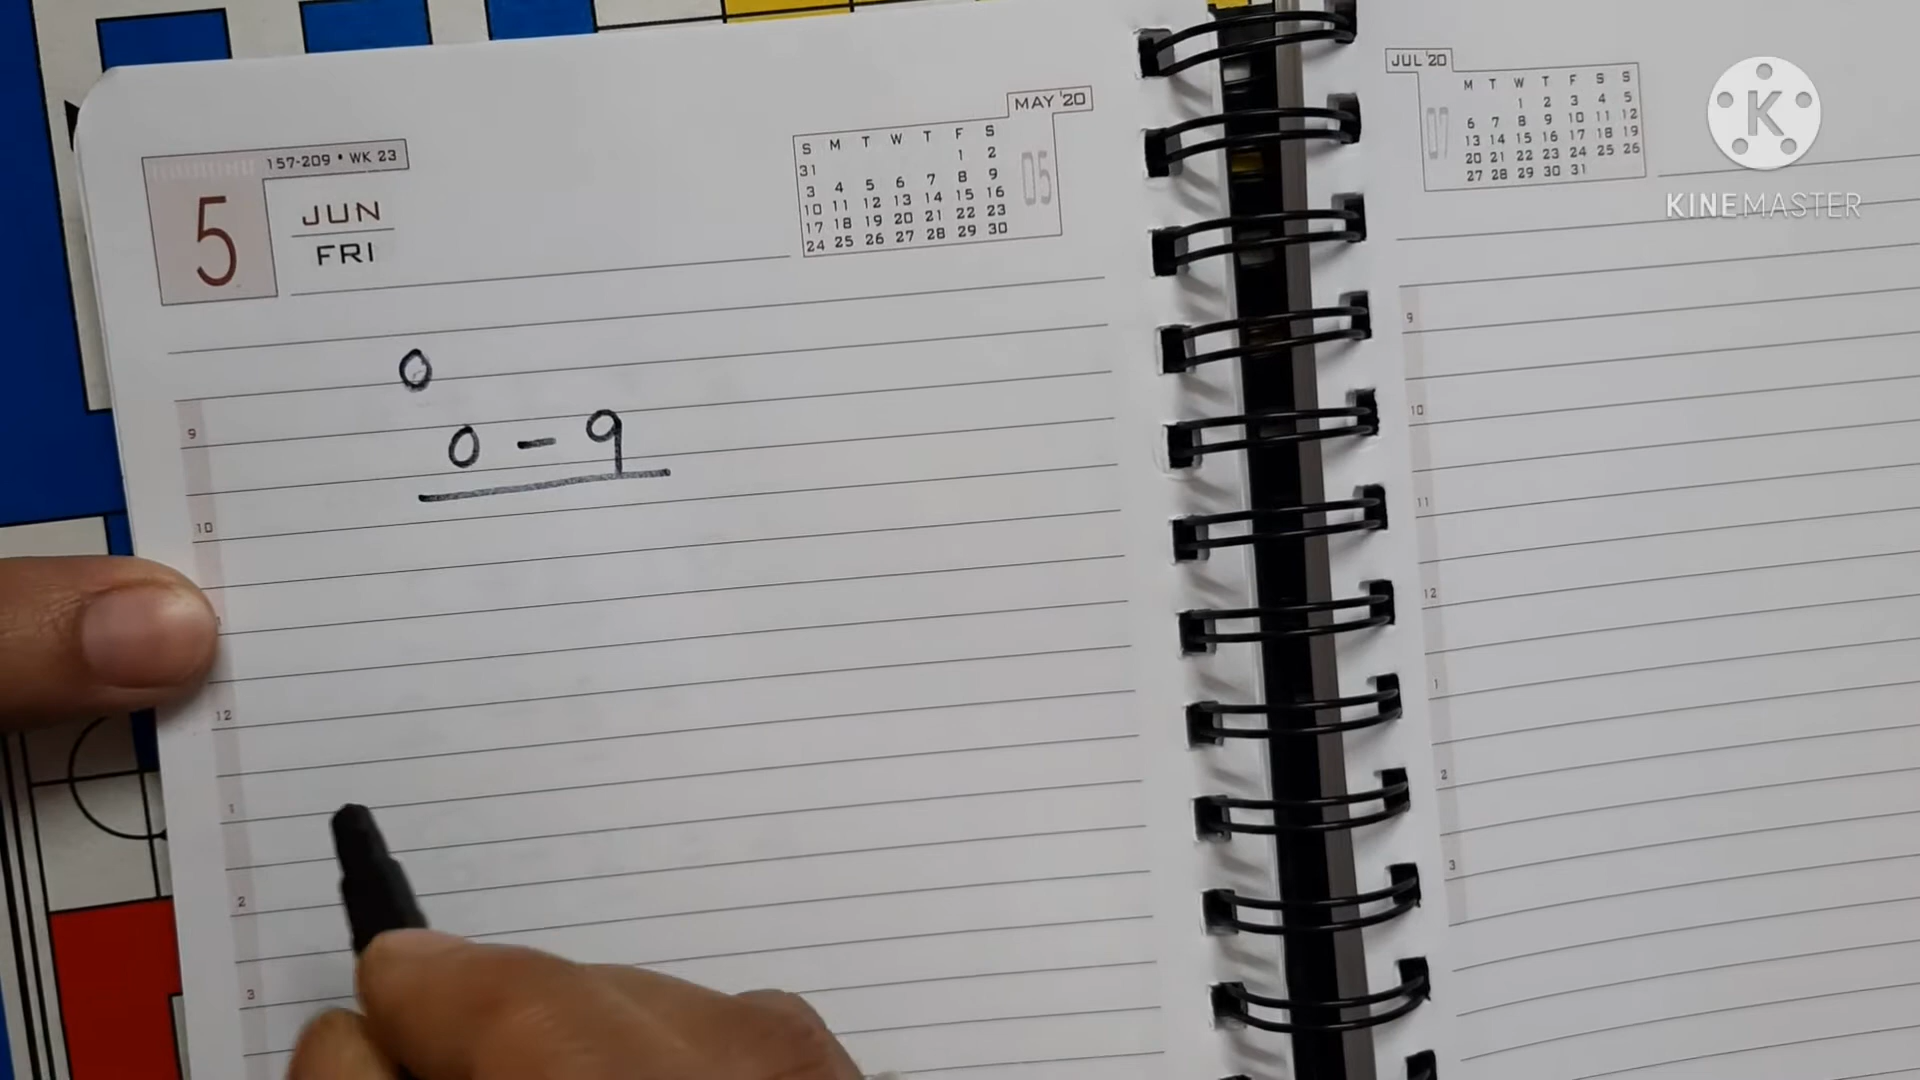 MAY '20
S M T W T F S
31 1 2
3 4 5 6 7 8 9
10 11 12 13 14 15 16
17 18 19 20 21 22 23
24 25 26 27 28 29 30
05
157-209 • WK 23
5
JUN
FRI
0
0 - 9
9
10
12
1
2
3
JUL '20
M T W T F S S
1 2 3 4 5
6 7 8 9 10 11 12
13 14 15 16 17 18 19
20 21 22 23 24 25 26
27 28 29 30 31
07
9
10
11
12
1
2
3
K
KINEMASTER